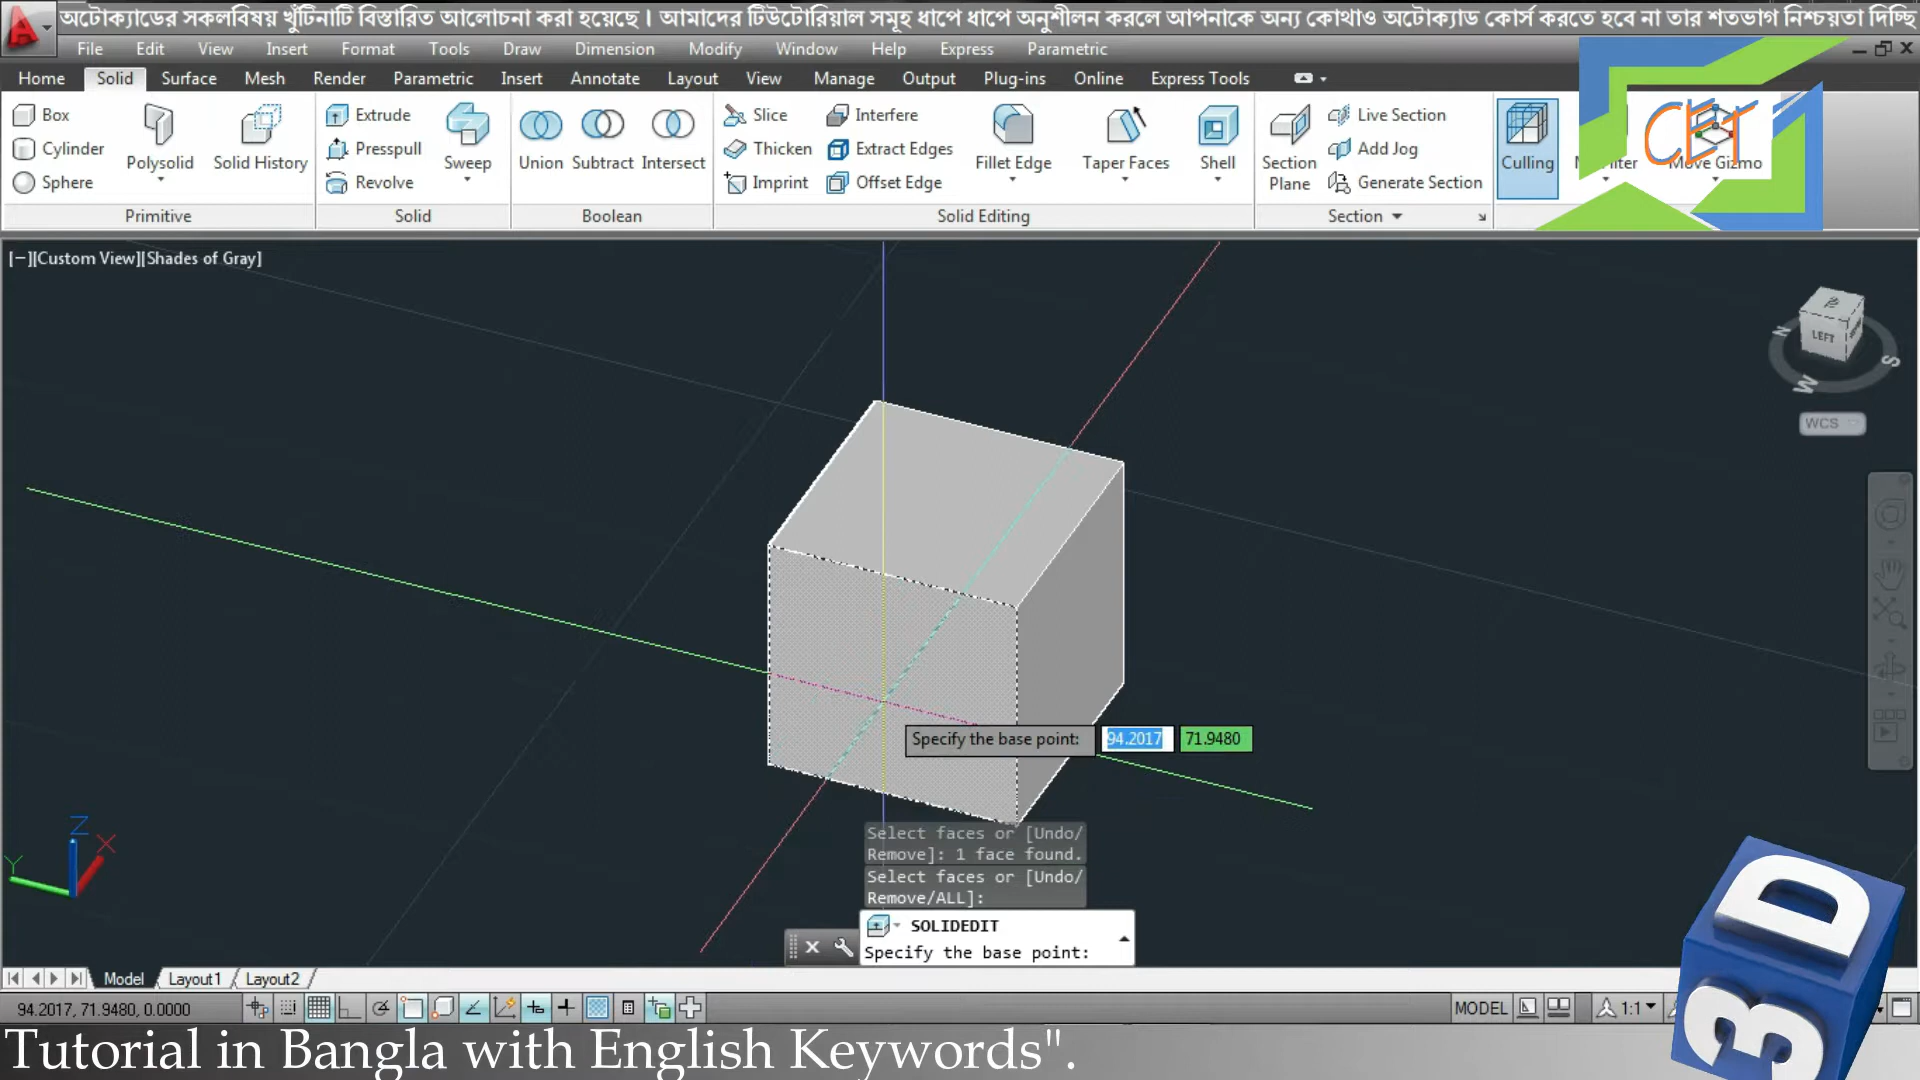 অটোক্যাডের সকলবিষয় খুঁটিনাটি বিস্তারিত আলোচনা করা হয়েছে। আমাদের টিউটোরিয়াল সমূহ ধাপে ধাপে অনুশীলন করলে আপনাকে অন্য কোথাও অটোক্যাড কোর্স করতে হবে না তার শতভাগ নিশ্চয়তা দিচ্ছি
File Edit View Insert Format Tools Draw Dimension Modify Window Help Express Parametric
Home Solid Surface Mesh Render Parametric Insert Annotate Layout View Manage Output Plug-ins Online Express Tools
Box Extrude Slice Interfere Live Section
CET
Cylinder Polysolid Solid History Presspull Sweep Union Subtract Intersect Thicken Extract Edges Fillet Edge Taper Faces Shell Section Plane Add Jog Culling Move Gizmo
Sphere Revolve Imprint Offset Edge Generate Section
Primitive Solid Boolean Solid Editing Section
[−][Custom View][Shades of Gray]
LEFT
N
S
W
WCS
Specify the base point: 94.2017 71.9480
Z
X
Y
Select faces or [Undo/
Remove]: 1 face found.
Select faces or [Undo/
Remove/ALL]:
SOLIDEDIT
Specify the base point:
Model Layout1 Layout2
94.2017, 71.9480, 0.0000 MODEL 1:1
3D
Tutorial in Bangla with English Keywords".